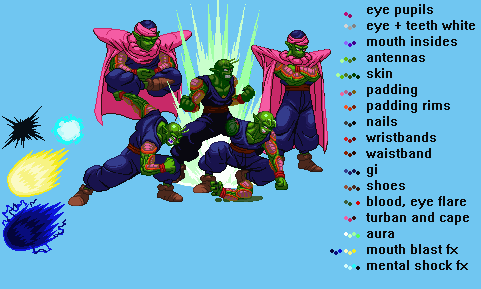 eye pupils
eye + teeth white
mouth insides
antennas
skin
padding
padding rims
nails
wristbands
waistband
gi
shoes
blood, eye flare
turban and cape
aura
mouth blast fx
mental shock fx